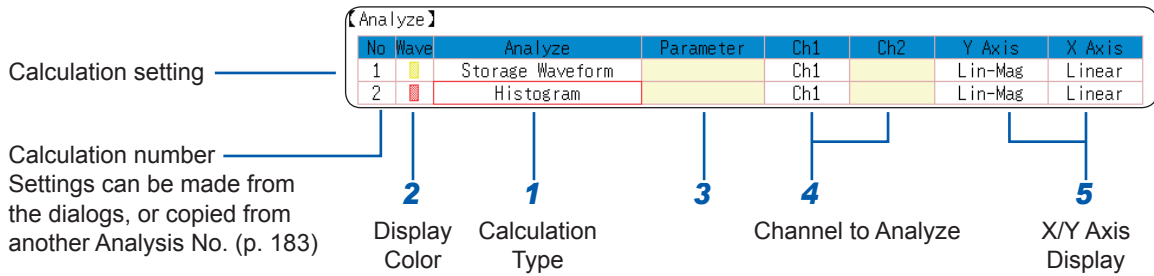 【Analyze】
No Wave Analyze Parameter Ch1 Ch2 Y Axis X Axis
1 Storage Waveform Ch1 Lin-Mag Linear
2 Histogram Ch1 Lin-Mag Linear
Calculation setting
Calculation number
Settings can be made from
the dialogs, or copied from
another Analysis No. (p. 183)
2 1 3 4 5
Display Color
Calculation Type
Channel to Analyze
X/Y Axis Display